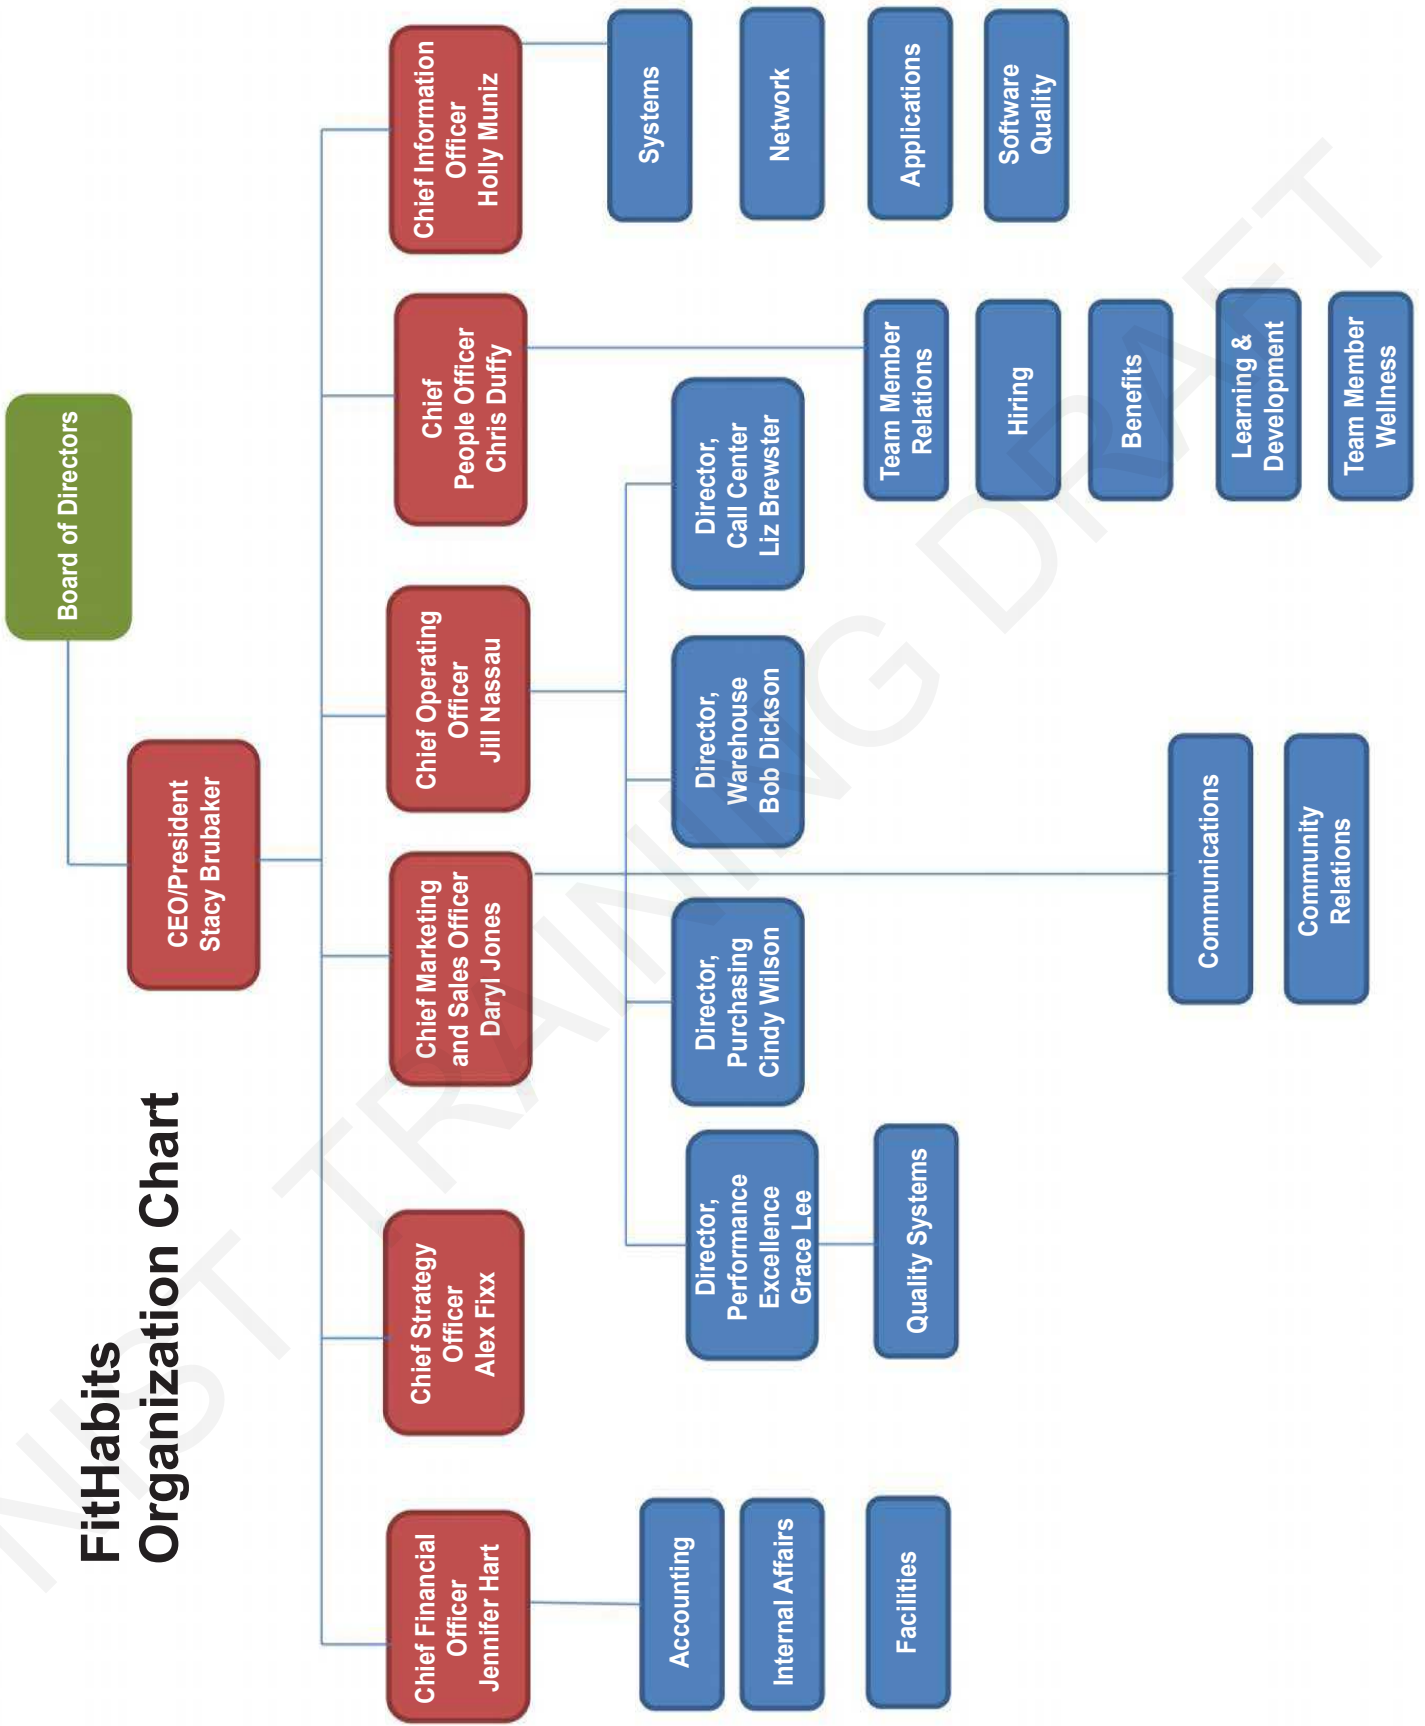 FitHabits
Organization Chart
Board of Directors
CEO/President
Stacy Brubaker
Chief Financial
Officer
Jennifer Hart
Chief Strategy
Officer
Alex Fixx
Chief Marketing
and Sales Officer
Daryl Jones
Chief Operating
Officer
Jill Nassau
Chief
People Officer
Chris Duffy
Chief Information
Officer
Holly Muniz
Accounting
Internal Affairs
Facilities
Director,
Performance
Excellence
Grace Lee
Quality Systems
Director,
Purchasing
Cindy Wilson
Director,
Warehouse
Bob Dickson
Director,
Call Center
Liz Brewster
Communications
Community
Relations
Team Member
Relations
Hiring
Benefits
Learning &
Development
Team Member
Wellness
Systems
Network
Applications
Software
Quality
NIST TRAINING DRAFT